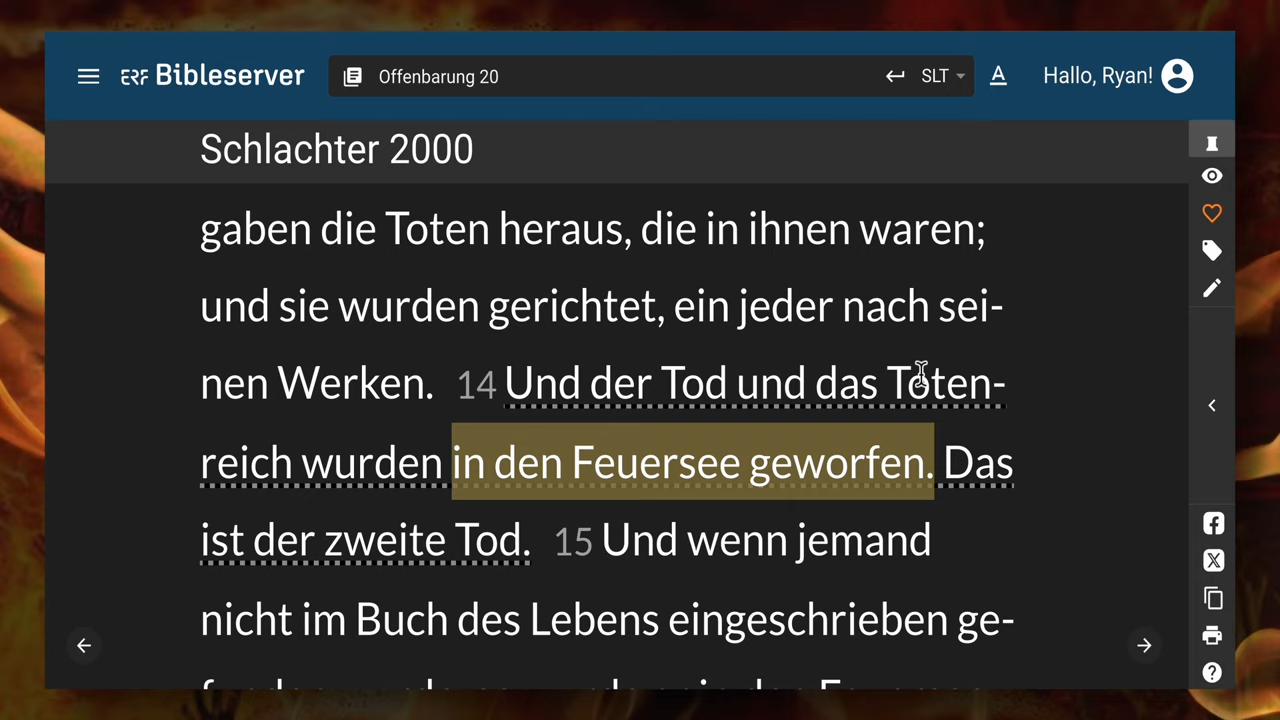 ERF Bibleserver
Offenbarung 20
SLT
A
Hallo, Ryan!
Schlachter 2000
gaben die Toten heraus, die in ihnen waren;
und sie wurden gerichtet, ein jeder nach sei-
nen Werken. 14 Und der Tod und das Toten-
reich wurden in den Feuersee geworfen. Das
ist der zweite Tod. 15 Und wenn jemand
nicht im Buch des Lebens eingeschrieben ge-